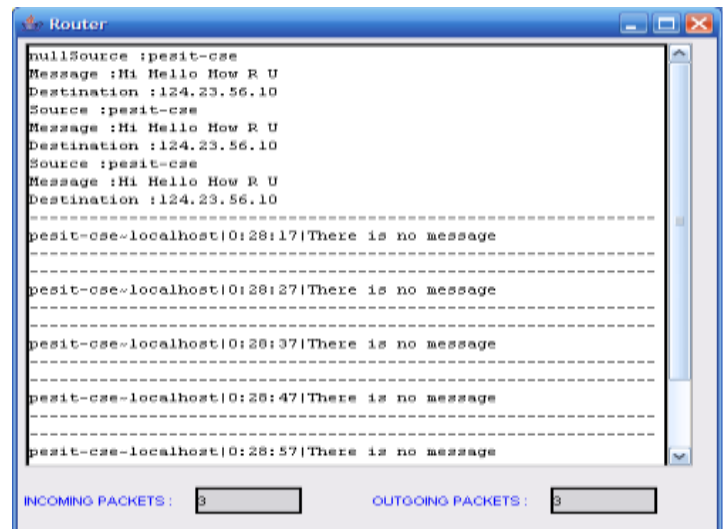 Router
nullSource :pesit-cse
Message :Hi Hello How R U
Destination :124.23.56.10
Source :pesit-cse
Message :Hi Hello How R U
Destination :124.23.56.10
Source :pesit-cse
Message :Hi Hello How R U
Destination :124.23.56.10
--------------------------------------------------------------
pesit-cse~localhost|0:28:17|There is no message
--------------------------------------------------------------
--------------------------------------------------------------
pesit-cse~localhost|0:28:27|There is no message
--------------------------------------------------------------
--------------------------------------------------------------
pesit-cse~localhost|0:28:37|There is no message
--------------------------------------------------------------
--------------------------------------------------------------
pesit-cse~localhost|0:28:47|There is no message
--------------------------------------------------------------
--------------------------------------------------------------
pesit-cse~localhost|0:28:57|There is no message
INCOMING PACKETS : 3 OUTGOING PACKETS : 3